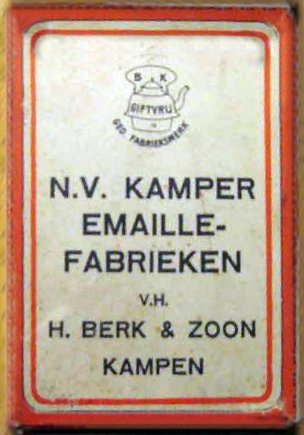 B K
GIFTVRIJ
GED. FABRIEKSMERK
N.V. KAMPER
EMAILLE-
FABRIEKEN
V.H.
H. BERK & ZOON
KAMPEN